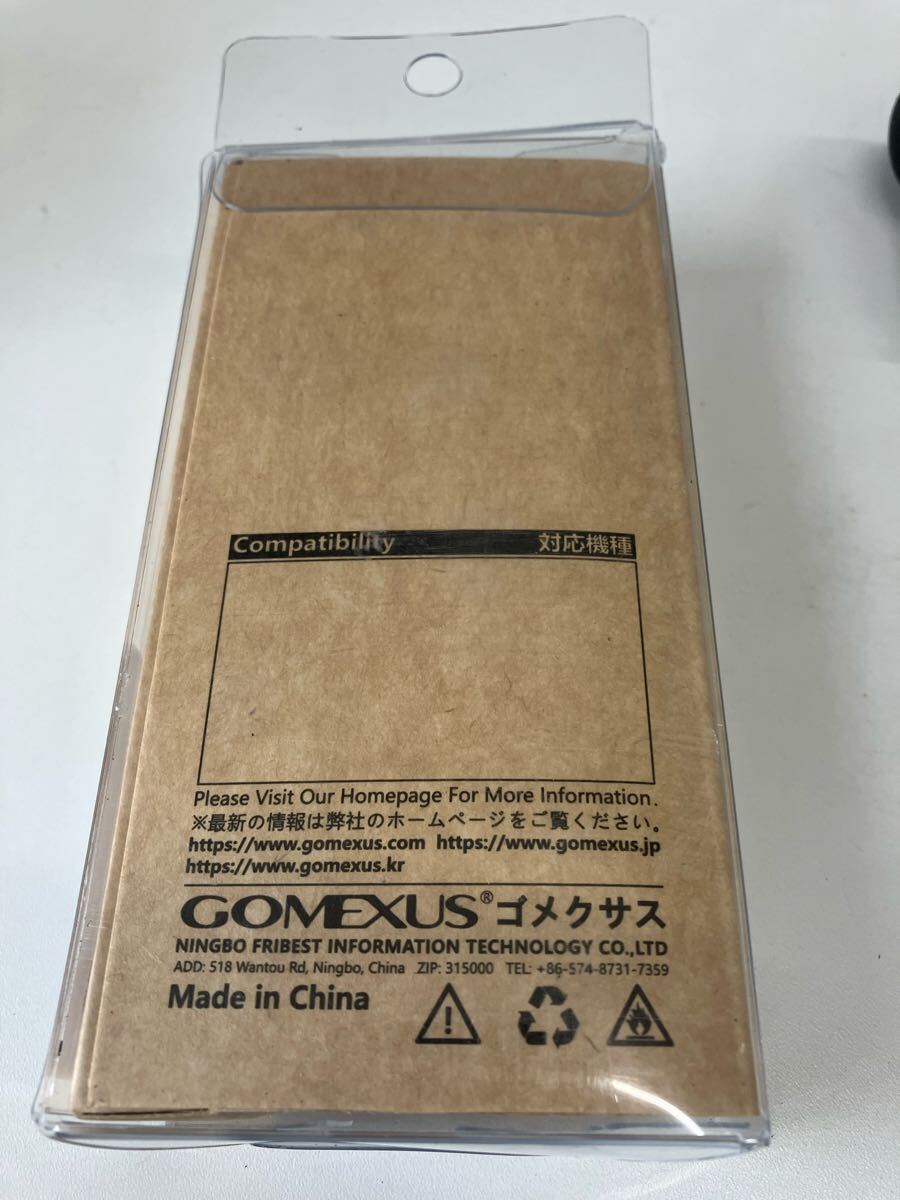 Compatibility 対応機種
Please Visit Our Homepage For More Information.
※最新の情報は弊社のホームページをご覧ください。
https://www.gomexus.com https://www.gomexus.jp
https://www.gomexus.kr
GOMEXUS®ゴメクサス
NINGBO FRIBEST INFORMATION TECHNOLOGY CO.,LTD
ADD: 518 Wantou Rd, Ningbo, China ZIP: 315000 TEL: +86-574-8731-7359
Made in China